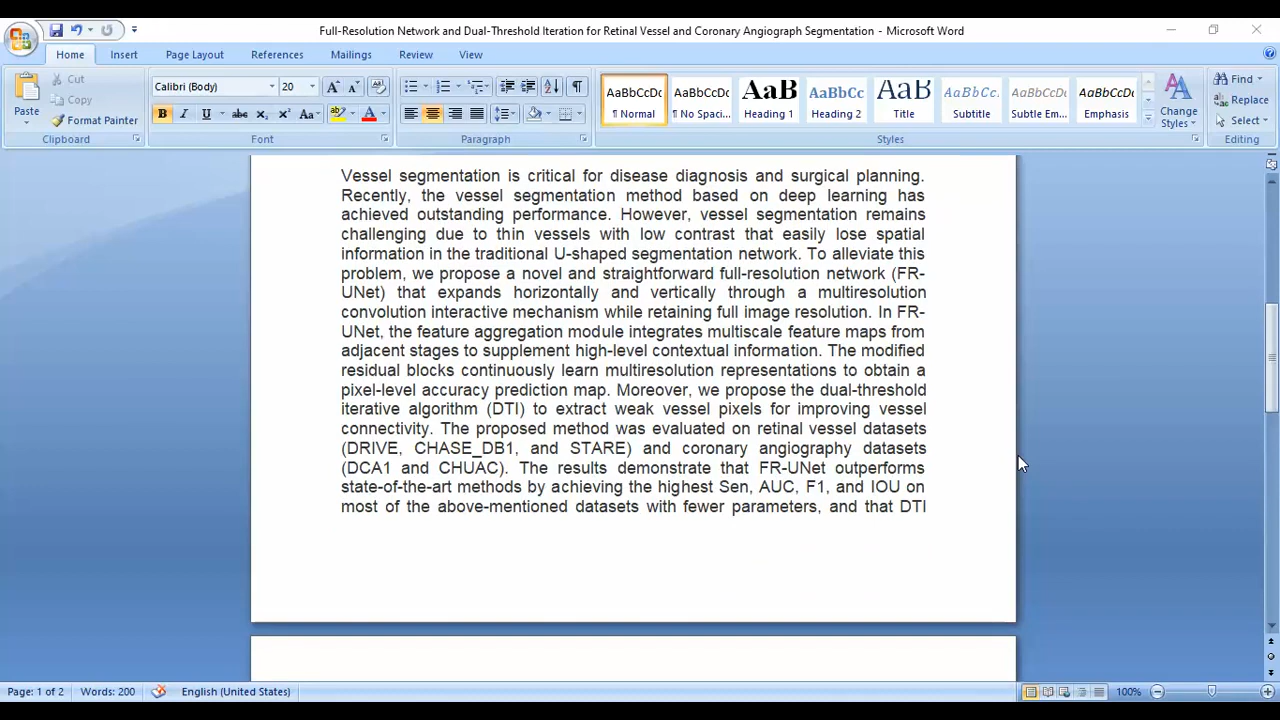 Full-Resolution Network and Dual-Threshold Iteration for Retinal Vessel and Coronary Angiograph Segmentation - Microsoft Word
Home Insert Page Layout References Mailings Review View
Paste
Cut
Copy
Format Painter
Clipboard
Calibri (Body) 20
B I U abc x₂ x² Aa
Font
Paragraph
AaBbCcDc AaBbCcDc AaB AaBbCc AaB AaBbCc. AaBbCcDc AaBbCcDc
¶ Normal ¶ No Spaci... Heading 1 Heading 2 Title Subtitle Subtle Em... Emphasis
Change Styles
Styles
Find
Replace
Select
Editing
Vessel segmentation is critical for disease diagnosis and surgical planning.
Recently, the vessel segmentation method based on deep learning has
achieved outstanding performance. However, vessel segmentation remains
challenging due to thin vessels with low contrast that easily lose spatial
information in the traditional U-shaped segmentation network. To alleviate this
problem, we propose a novel and straightforward full-resolution network (FR-
UNet) that expands horizontally and vertically through a multiresolution
convolution interactive mechanism while retaining full image resolution. In FR-
UNet, the feature aggregation module integrates multiscale feature maps from
adjacent stages to supplement high-level contextual information. The modified
residual blocks continuously learn multiresolution representations to obtain a
pixel-level accuracy prediction map. Moreover, we propose the dual-threshold
iterative algorithm (DTI) to extract weak vessel pixels for improving vessel
connectivity. The proposed method was evaluated on retinal vessel datasets
(DRIVE, CHASE_DB1, and STARE) and coronary angiography datasets
(DCA1 and CHUAC). The results demonstrate that FR-UNet outperforms
state-of-the-art methods by achieving the highest Sen, AUC, F1, and IOU on
most of the above-mentioned datasets with fewer parameters, and that DTI
Page: 1 of 2 Words: 200 English (United States) 100%